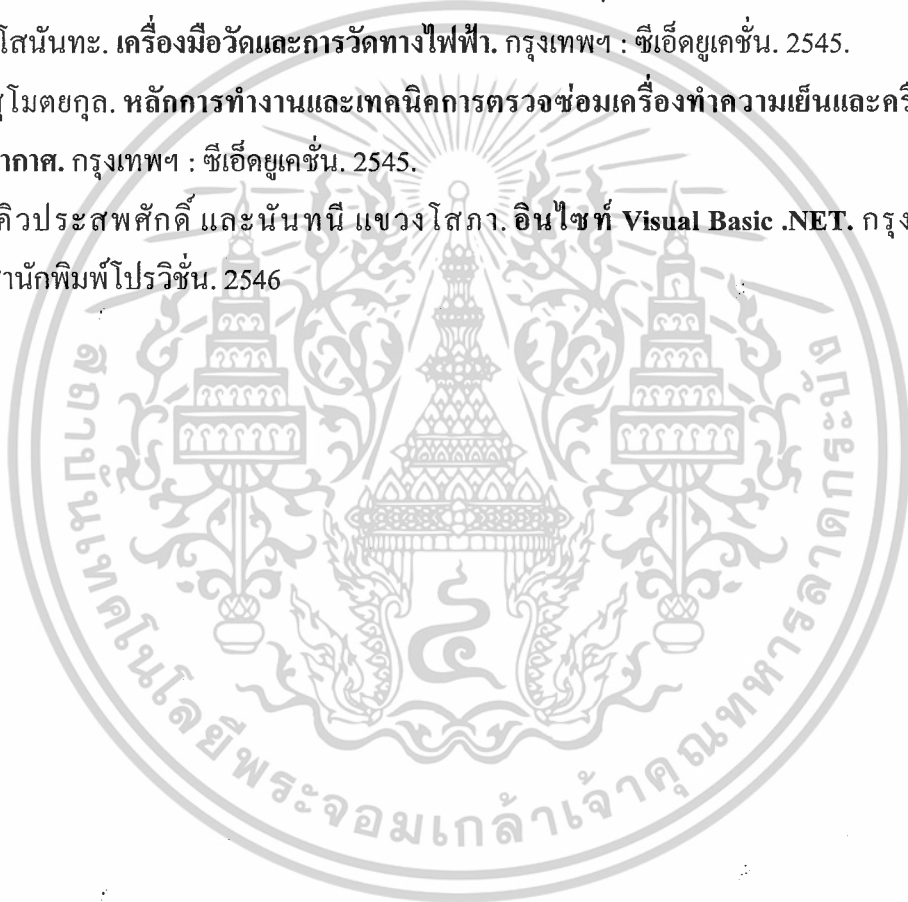 โสนันทะ. เครื่องมือวัดและการวัดทางไฟฟ้า. กรุงเทพฯ : ซีเอ็ดยูเคชั่น. 2545.
สุโมตยกุล. หลักการทำงานและเทคนิคการตรวจซ่อมเครื่องทำความเย็นและ
ากาศ. กรุงเทพฯ : ซีเอ็ดยูเคชั่น. 2545.
คิวประสพศักดิ์ และนันทนี แขวงโสภา. อินไซท์ Visual Basic .NET. กรุง
สำนักพิมพ์โปรวิชั่น. 2546
สถาบันเทคโนโลยีพระจอมเกล้าเจ้าคุณทหารลาดกระบัง